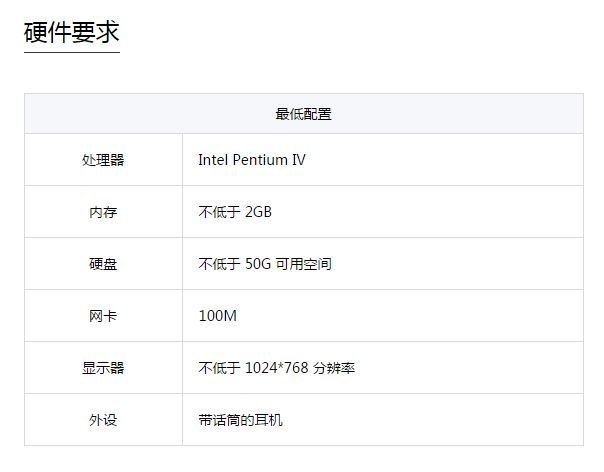 硬件要求
最低配置
处理器 Intel Pentium IV
内存 不低于 2GB
硬盘 不低于 50G 可用空间
网卡 100M
显示器 不低于 1024*768 分辨率
外设 带话筒的耳机